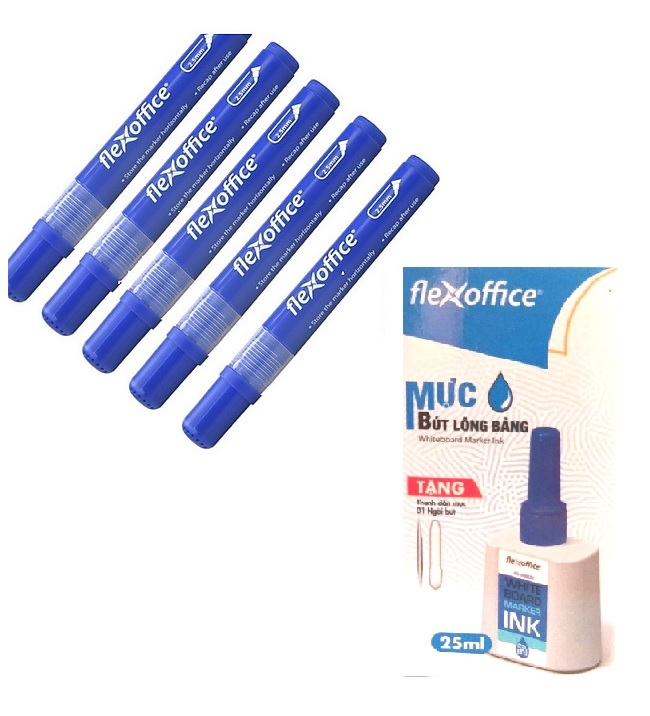 2.5mm
flexoffice®
• Store the marker horizontally
• Recap after use
2.5mm
flexoffice®
• Store the marker horizontally
• Recap after use
2.5mm
flexoffice®
• Store the marker horizontally
• Recap after use
2.5mm
flexoffice®
• Store the marker horizontally
• Recap after use
2.5mm
flexoffice®
• Store the marker horizontally
• Recap after use
flexoffice®
MỰC
BÚT LÔNG BẢNG
Whiteboard Marker Ink
TẶNG
01 Ngòi bút
flexoffice
WHITE
BOARD
MARKER
INK
25ml